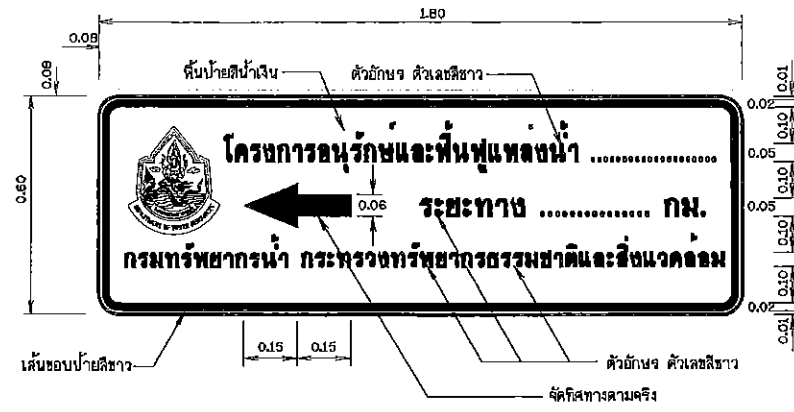 1.80
0.08
0.08
พื้นป้ายสีน้ำเงิน
ตัวอักษร ตัวเลขสีขาว
0.01
0.02
0.10
โครงการอนุรักษ์และฟื้นฟูแหล่งน้ำ ......................
0.05
0.60
0.10
0.06
ระยะทาง ............... กม.
0.05
0.10
กรมทรัพยากรน้ำ กระทรวงทรัพยากรธรรมชาติและสิ่งแวดล้อม
0.10
0.02
0.01
0.15
0.15
เส้นขอบป้ายสีขาว
ตัวอักษร ตัวเลขสีขาว
จัดทิศทางตามจริง